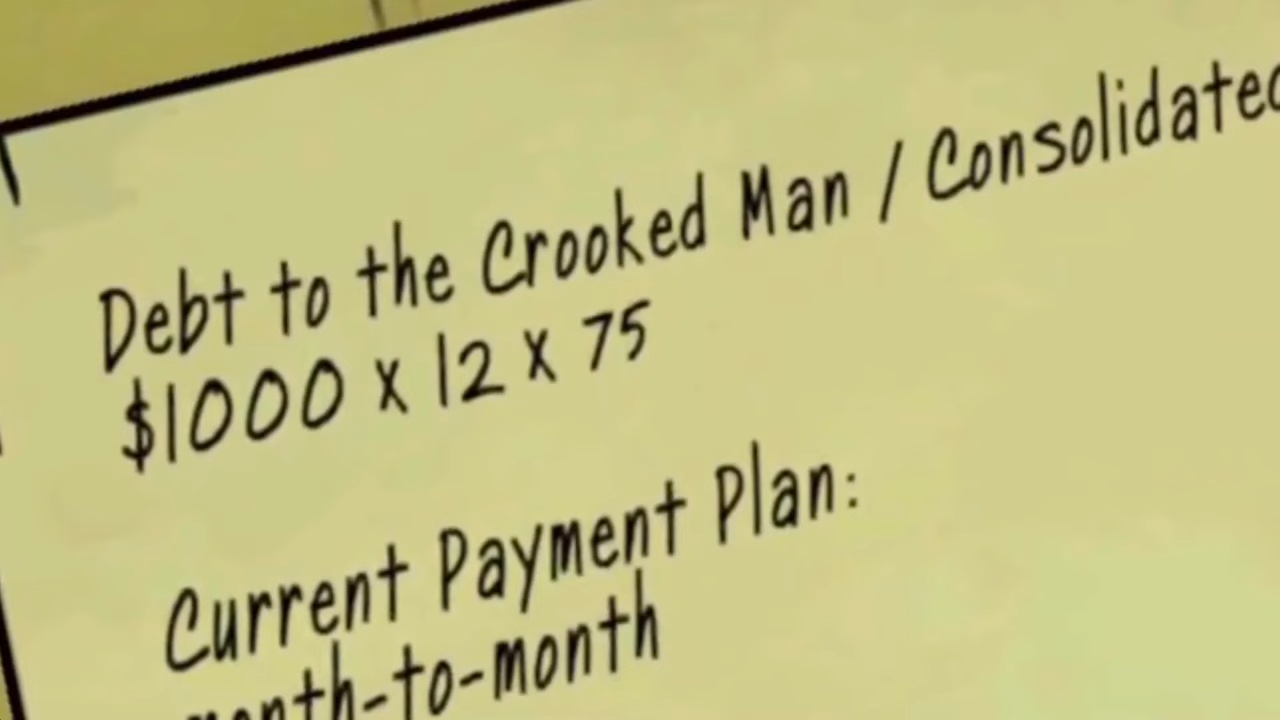 Debt to the Crooked Man / Consolidated
$1000 x 12 x 75
Current Payment Plan:
month-to-month